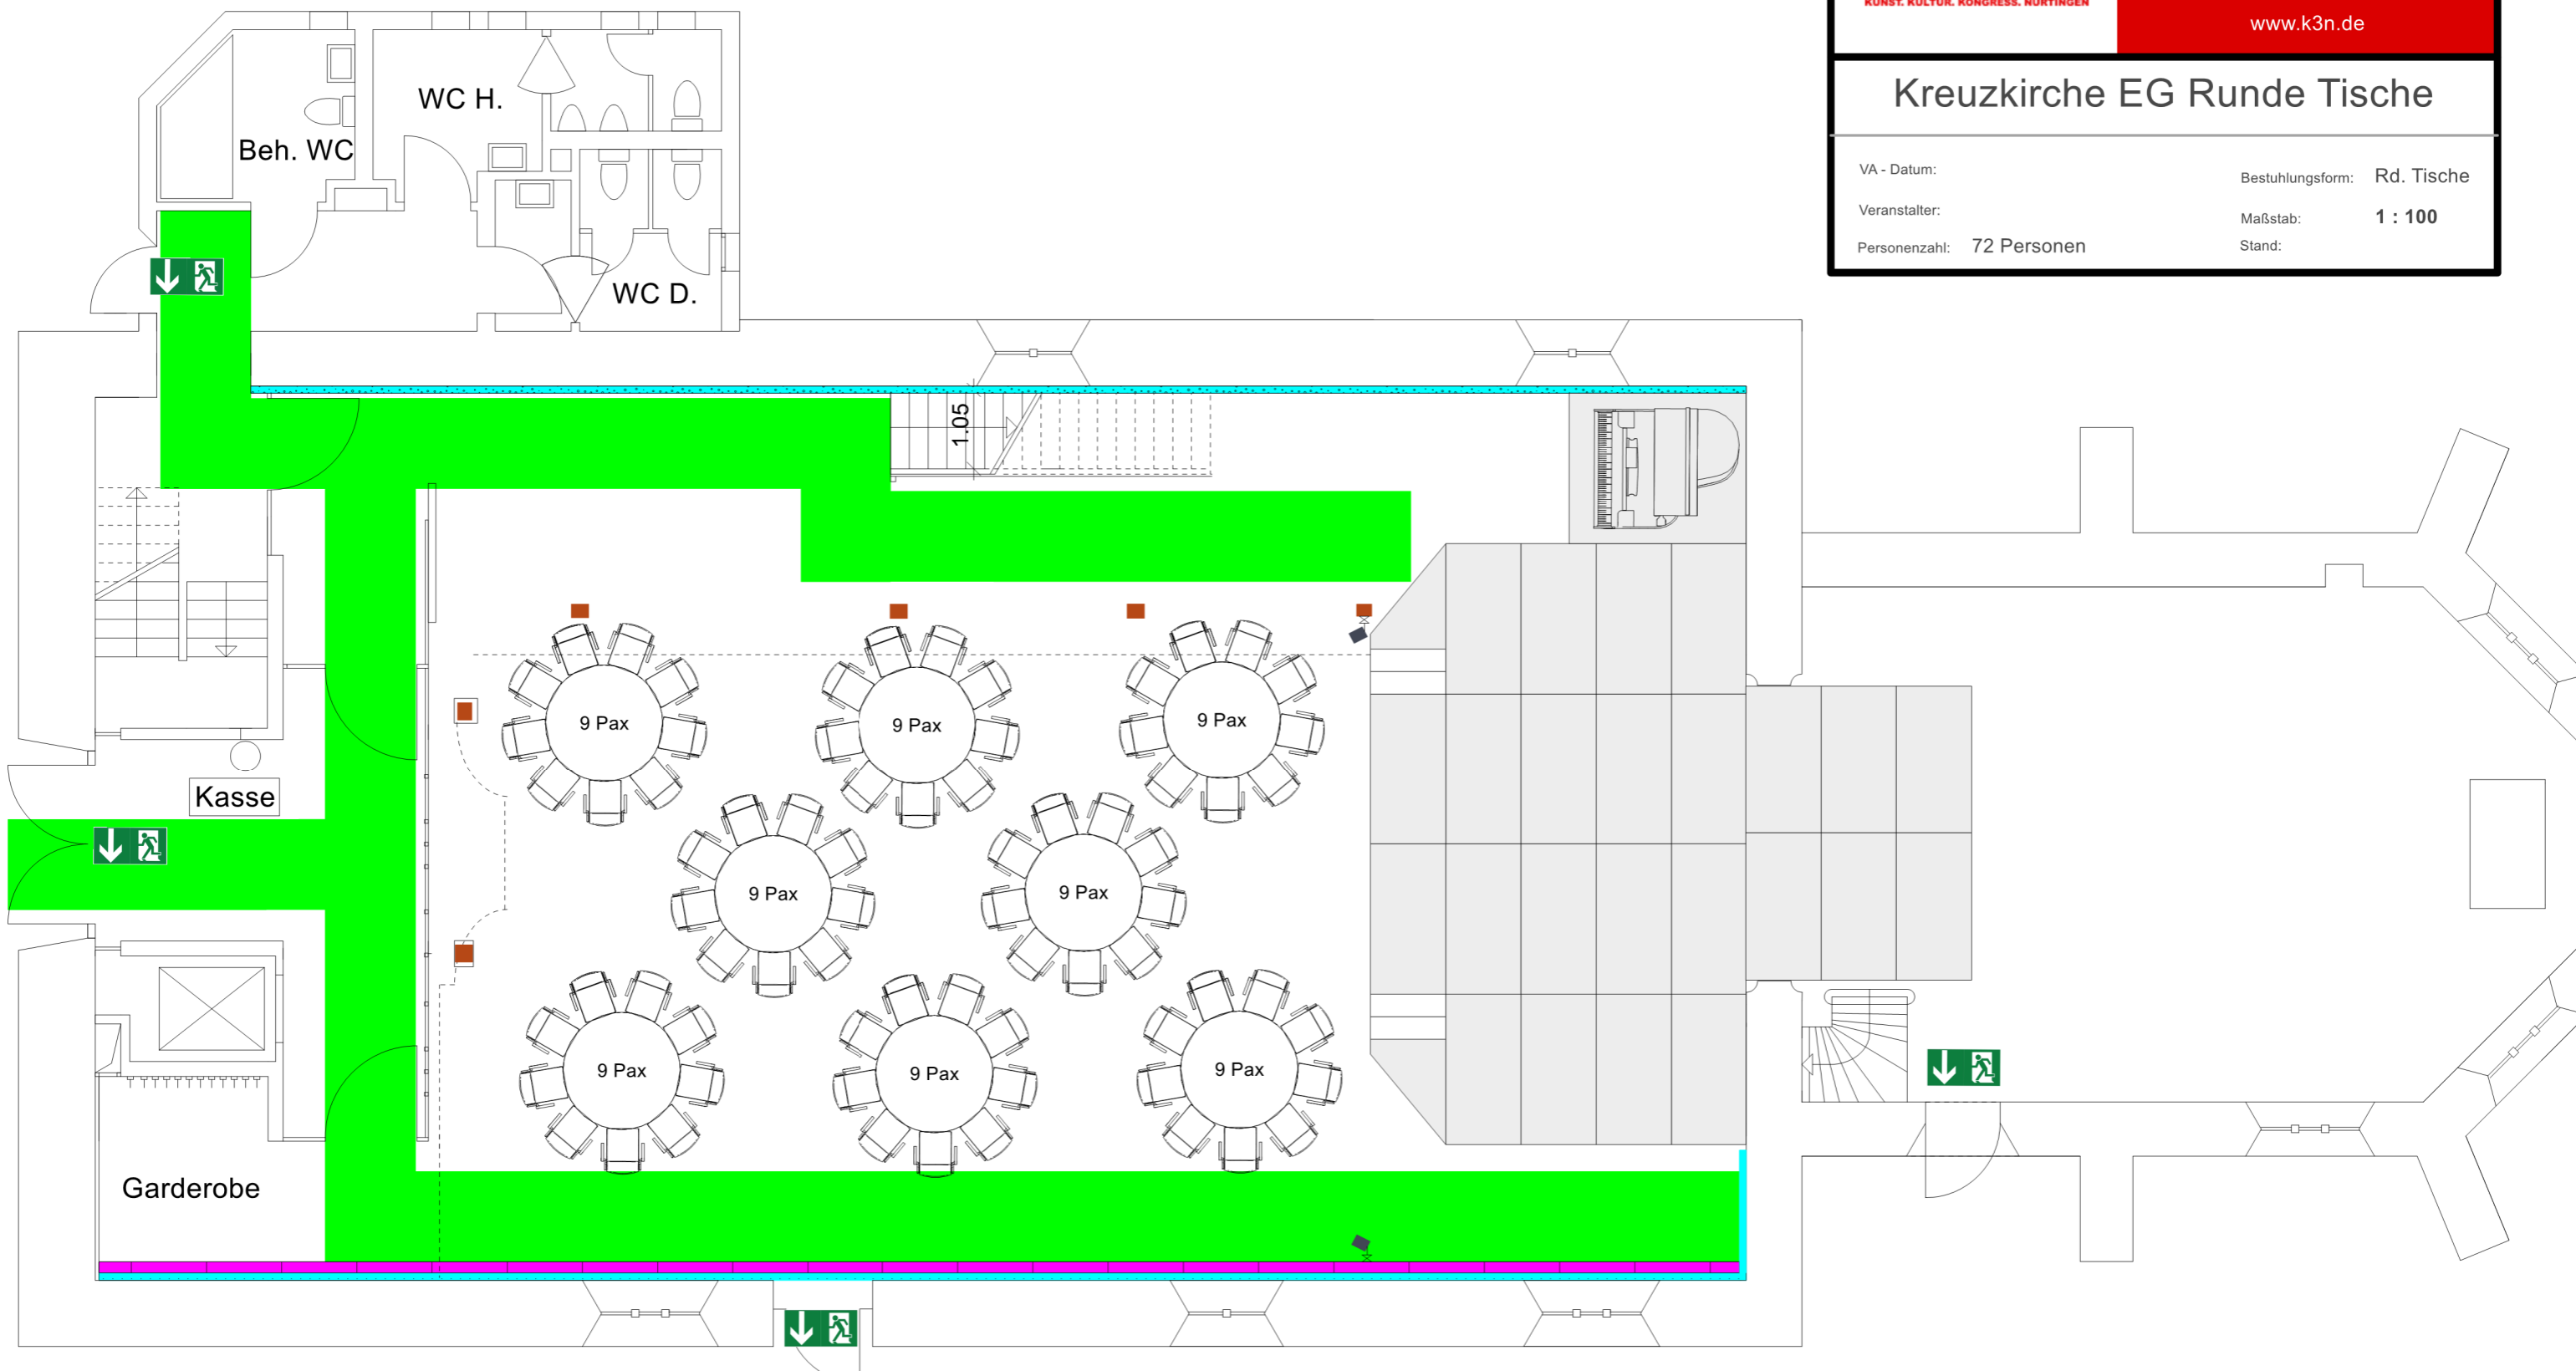 KUNST. KULTUR. KONGRESS. NÜRTINGEN
www.k3n.de
Kreuzkirche EG Runde Tische
VA - Datum:
Bestuhlungsform: Rd. Tische
Veranstalter:
Maßstab: 1 : 100
Personenzahl: 72 Personen
Stand:
WC H.
Beh. WC
WC D.
1.05
9 Pax
9 Pax
9 Pax
Kasse
9 Pax
9 Pax
9 Pax
9 Pax
9 Pax
Garderobe